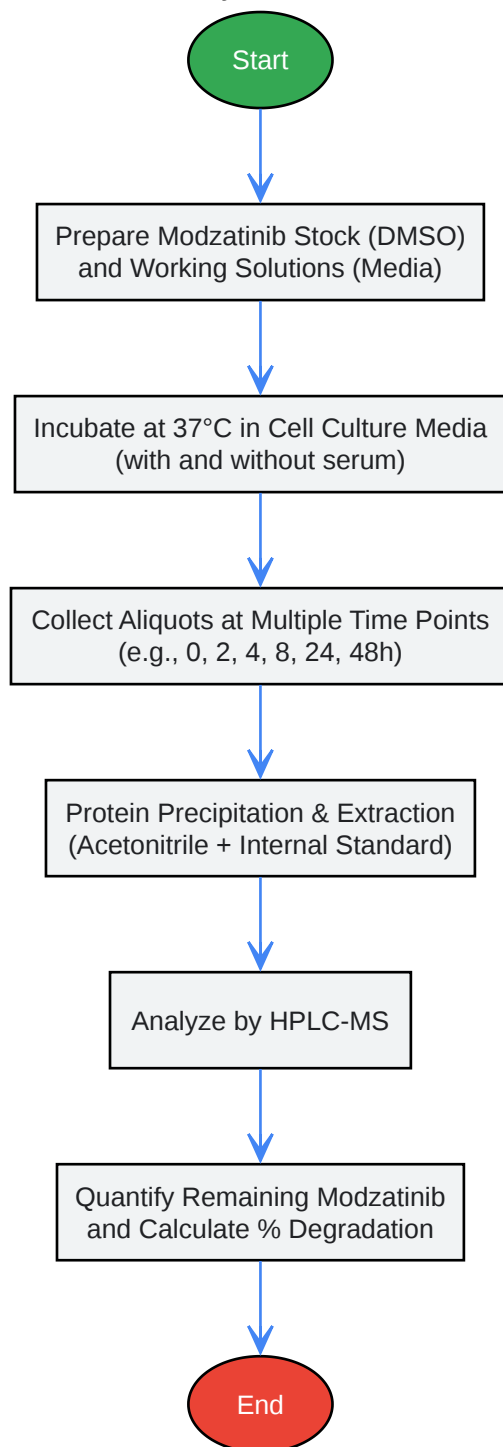 Start
Prepare Modzatinib Stock (DMSO)
and Working Solutions (Media)
Incubate at 37°C in Cell Culture Media
(with and without serum)
Collect Aliquots at Multiple Time Points
(e.g., 0, 2, 4, 8, 24, 48h)
Protein Precipitation & Extraction
(Acetonitrile + Internal Standard)
Analyze by HPLC-MS
Quantify Remaining Modzatinib
and Calculate % Degradation
End